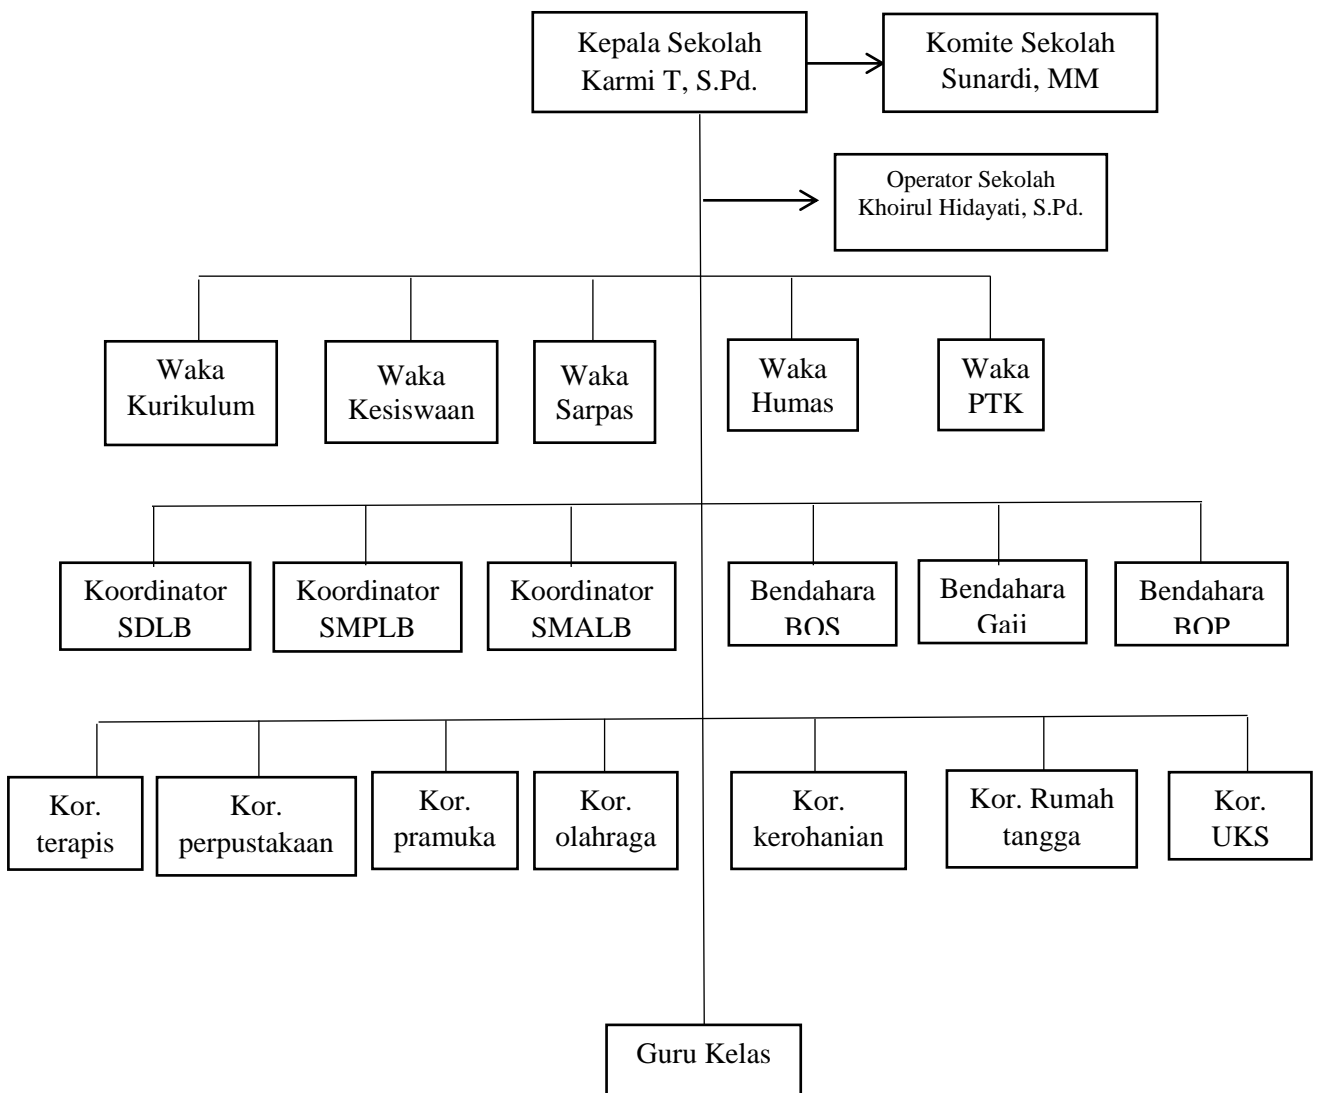 Kepala Sekolah
Karmi T, S.Pd.
Komite Sekolah
Sunardi, MM
Operator Sekolah
Khoirul Hidayati, S.Pd.
Waka
Kurikulum
Waka
Kesiswaan
Waka
Sarpas
Waka
Humas
Waka
PTK
Koordinator
SDLB
Koordinator
SMPLB
Koordinator
SMALB
Bendahara
BOS
Bendahara
Gaji
Bendahara
BOP
Kor.
terapis
Kor.
perpustakaan
Kor.
pramuka
Kor.
olahraga
Kor.
kerohanian
Kor. Rumah
tangga
Kor.
UKS
Guru Kelas